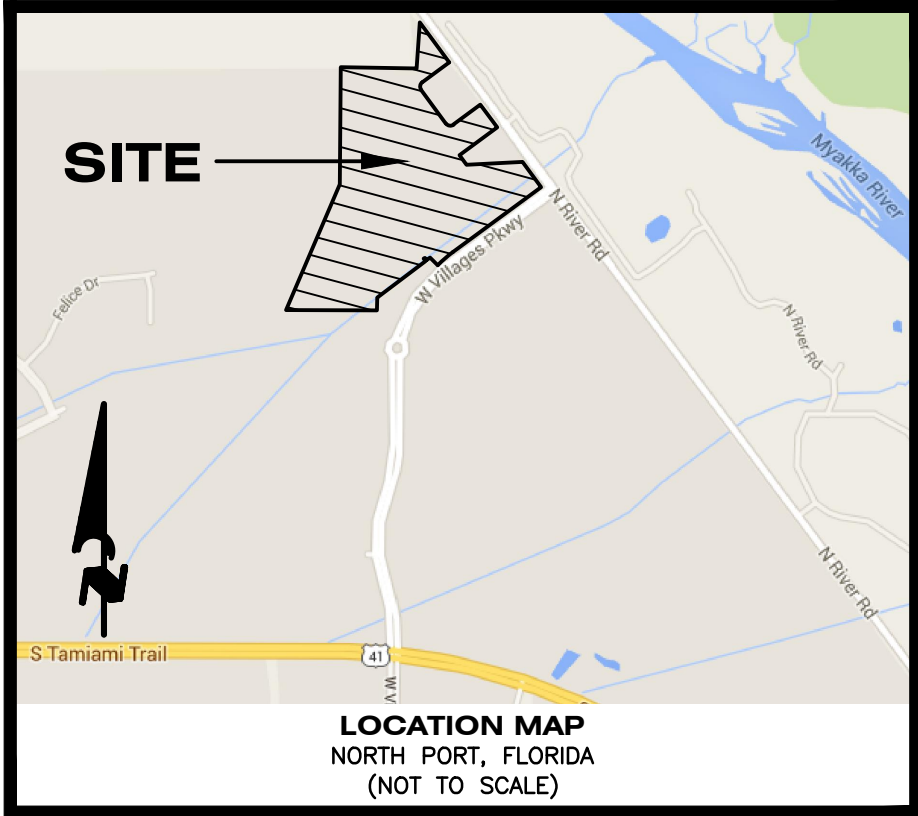 SITE
Myakka River
N River Rd
W Villages Pkwy
Felice Dr
N River Rd
N River Rd
N
S Tamiami Trail
41
W V
LOCATION MAP
NORTH PORT, FLORIDA
(NOT TO SCALE)